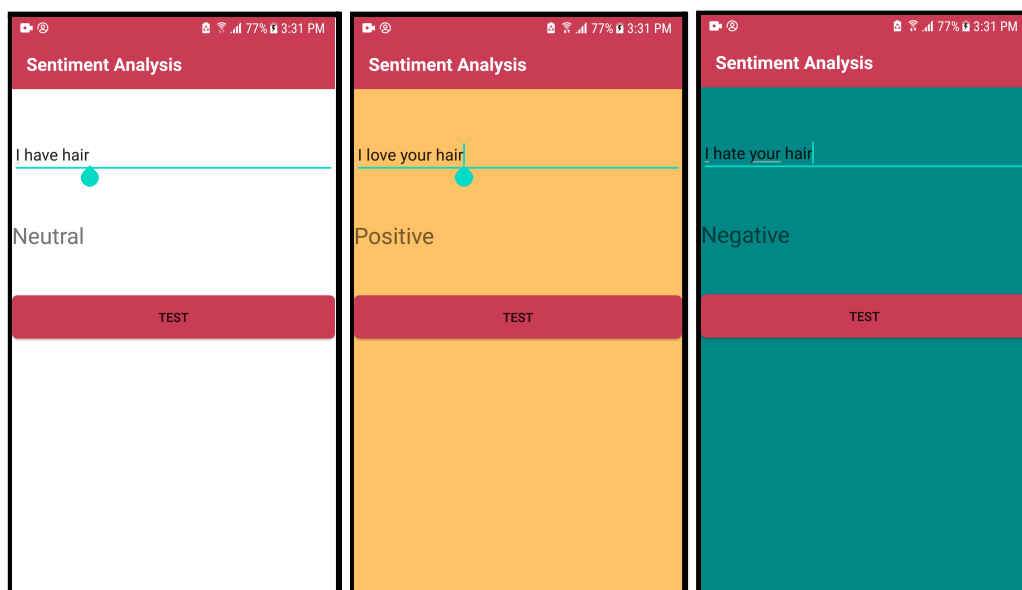 77% 3:31 PM
Sentiment Analysis
I have hair
Neutral
TEST
77% 3:31 PM
Sentiment Analysis
I love your hair
Positive
TEST
77% 3:31 PM
Sentiment Analysis
I hate your hair
Negative
TEST